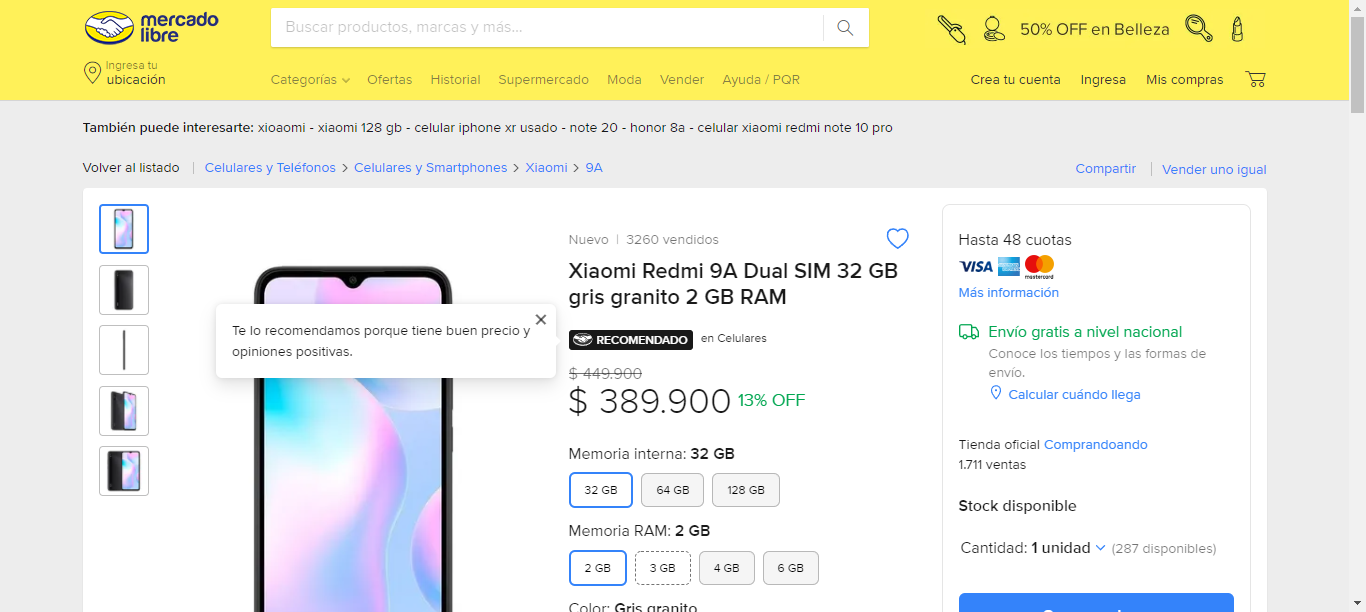 mercado
libre
Buscar productos, marcas y más...
50% OFF en Belleza
Ingresa tu
ubicación
Categorías
Ofertas
Historial
Supermercado
Moda
Vender
Ayuda / PQR
Crea tu cuenta
Ingresa
Mis compras
También puede interesarte: xioaomi - xiaomi 128 gb - celular iphone xr usado - note 20 - honor 8a - celular xiaomi redmi note 10 pro
Volver al listado | Celulares y Teléfonos > Celulares y Smartphones > Xiaomi > 9A
Compartir | Vender uno igual
Te lo recomendamos porque tiene buen precio y
opiniones positivas.
Nuevo | 3260 vendidos
Xiaomi Redmi 9A Dual SIM 32 GB
gris granito 2 GB RAM
RECOMENDADO en Celulares
$ 449.900
$ 389.900 13% OFF
Memoria interna: 32 GB
32 GB
64 GB
128 GB
Memoria RAM: 2 GB
2 GB
3 GB
4 GB
6 GB
Color: Gris granito
Hasta 48 cuotas
VISA
mastercard
Más información
Envío gratis a nivel nacional
Conoce los tiempos y las formas de
envío.
Calcular cuándo llega
Tienda oficial Comprandoando
1.711 ventas
Stock disponible
Cantidad: 1 unidad (287 disponibles)